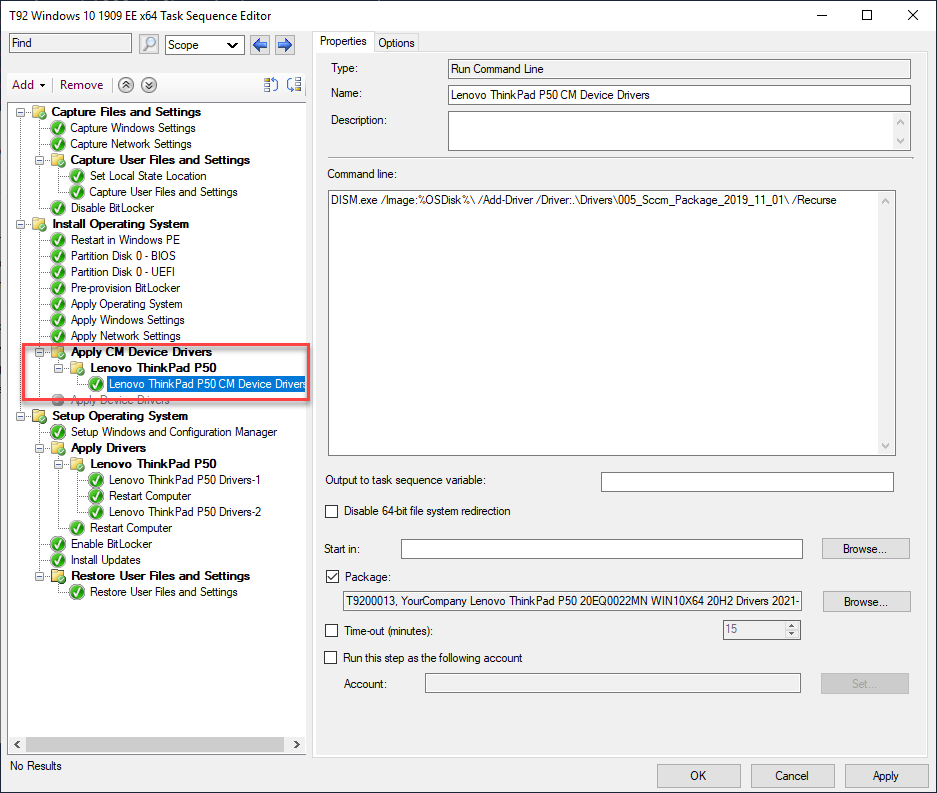 T92 Windows 10 1909 EE x64 Task Sequence Editor
Find
Scope
Add
Remove
Capture Files and Settings
Capture Windows Settings
Capture Network Settings
Capture User Files and Settings
Set Local State Location
Capture User Files and Settings
Disable BitLocker
Install Operating System
Restart in Windows PE
Partition Disk 0 - BIOS
Partition Disk 0 - UEFI
Pre-provision BitLocker
Apply Operating System
Apply Windows Settings
Apply Network Settings
Apply CM Device Drivers
Lenovo ThinkPad P50
Lenovo ThinkPad P50 CM Device Drivers
Apply Device Drivers
Setup Operating System
Setup Windows and Configuration Manager
Apply Drivers
Lenovo ThinkPad P50
Lenovo ThinkPad P50 Drivers-1
Restart Computer
Lenovo ThinkPad P50 Drivers-2
Restart Computer
Enable BitLocker
Install Updates
Restore User Files and Settings
Restore User Files and Settings
No Results
Properties
Options
Type:
Run Command Line
Name:
Lenovo ThinkPad P50 CM Device Drivers
Description:
Command line:
DISM.exe /Image:%OSDisk%\ /Add-Driver /Driver:.\Drivers\005_Sccm_Package_2019_11_01\ /Recurse
Output to task sequence variable:
Disable 64-bit file system redirection
Start in:
Browse...
Package:
T9200013, YourCompany Lenovo ThinkPad P50 20EQ0022MN WIN10X64 20H2 Drivers 2021-
Browse...
Time-out (minutes):
15
Run this step as the following account
Account:
Set...
OK
Cancel
Apply